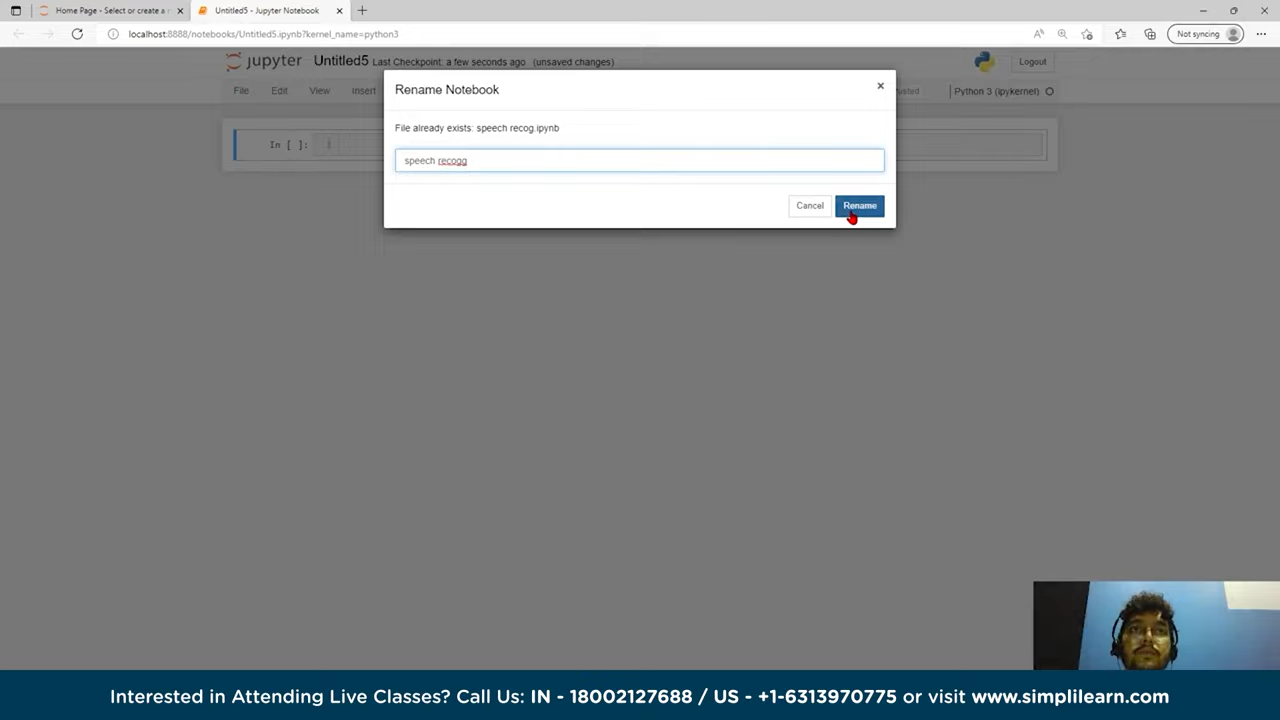 Home Page - Select or create a n
Untitled5 - Jupyter Notebook
localhost:8888/notebooks/Untitled5.ipynb?kernel_name=python3
Not syncing
jupyter Untitled5 Last Checkpoint: a few seconds ago (unsaved changes)
Logout
File Edit View Insert
Python 3 (ipykernel)
Rename Notebook
File already exists: speech recog.ipynb
In [ ]:
speech recogg
Cancel Rename
Interested in Attending Live Classes? Call Us: IN - 18002127688 / US - +1-6313970775 or visit www.simplilearn.com